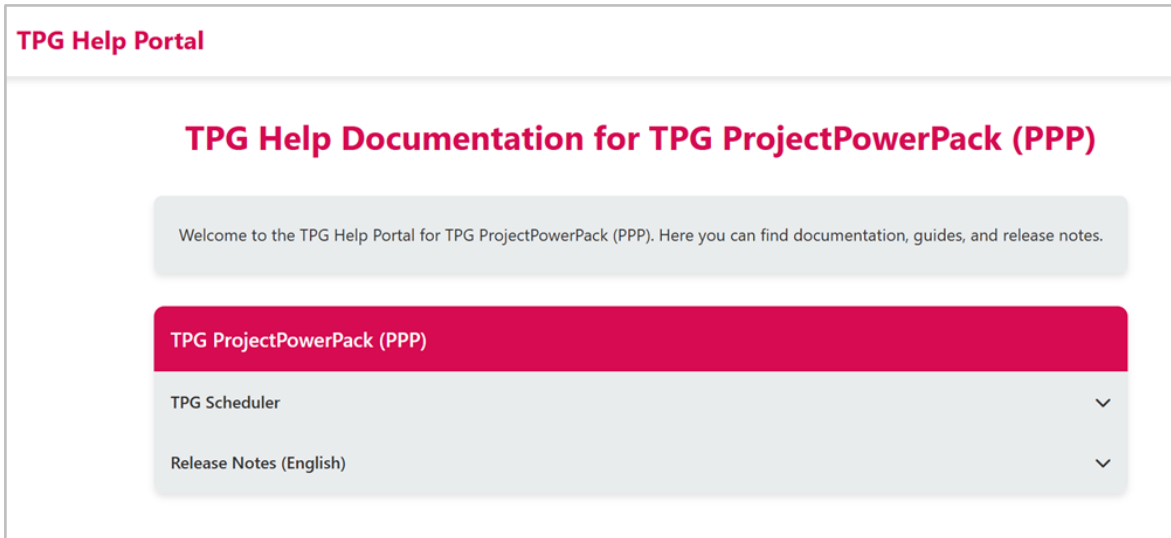 TPG Help Portal
TPG Help Documentation for TPG ProjectPowerPack (PPP)
Welcome to the TPG Help Portal for TPG ProjectPowerPack (PPP). Here you can find documentation, guides, and release notes.
TPG ProjectPowerPack (PPP)
TPG Scheduler
Release Notes (English)